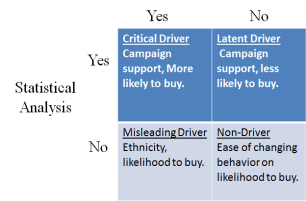 Yes No
Yes
Critical Driver
Campaign
support, More
likely to buy.
Latent Driver
Campaign
support, less
likely to buy.
Statistical
Analysis
No
Misleading Driver
Ethnicity,
likelihood to buy.
Non-Driver
Ease of changing
behavior on
likelihood to buy.